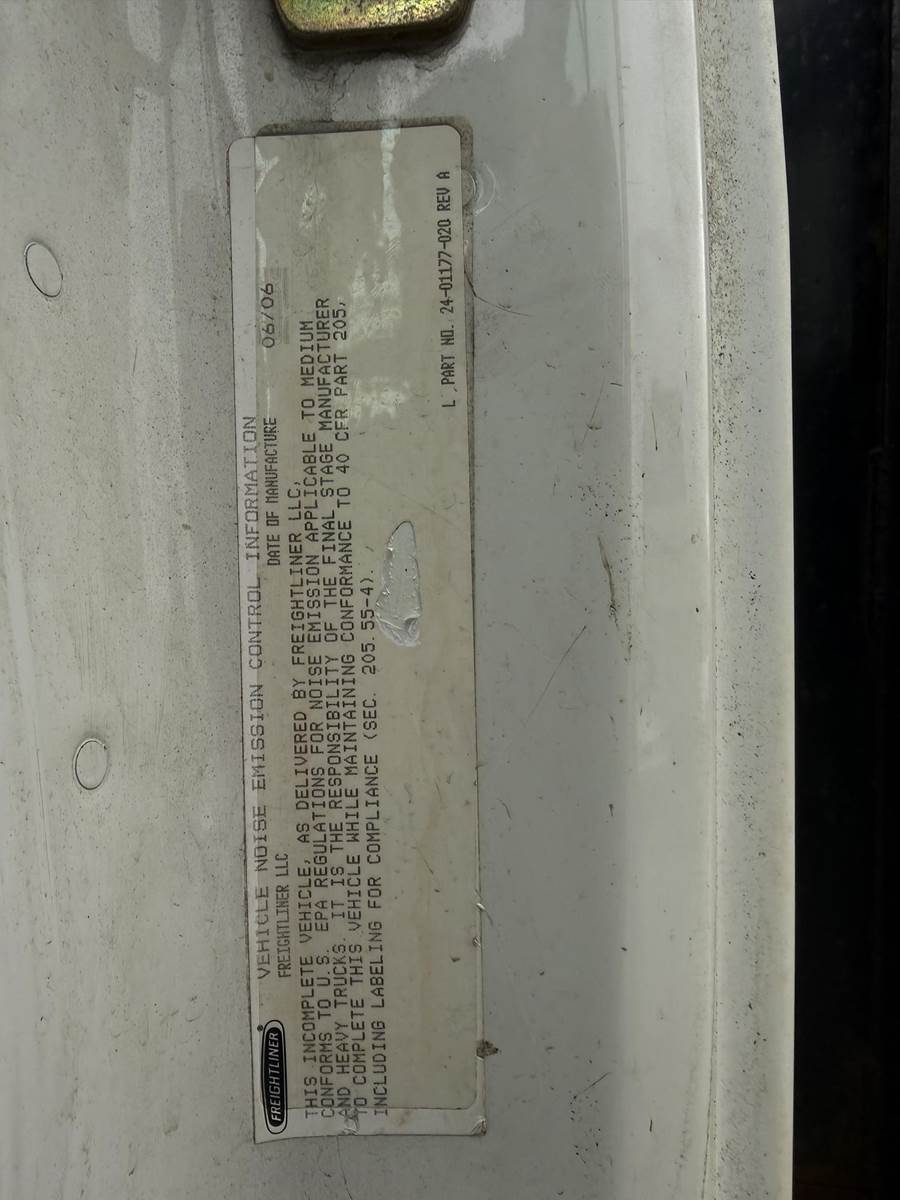 FREIGHTLINER
VEHICLE NOISE EMISSION CONTROL INFORMATION
FREIGHTLINER LLC DATE OF MANUFACTURE 06/06
THIS INCOMPLETE VEHICLE, AS DELIVERED BY FREIGHTLINER LLC,
CONFORMS TO U.S. EPA REGULATIONS FOR NOISE EMISSION APPLICABLE TO MEDIUM
AND HEAVY TRUCKS. IT IS THE RESPONSIBILITY OF THE FINAL STAGE MANUFACTURER
TO COMPLETE THIS VEHICLE WHILE MAINTAINING CONFORMANCE TO 40 CFR PART 205,
INCLUDING LABELING FOR COMPLIANCE (SEC. 205.55-4).
PART NO. 24-01177-020 REV A